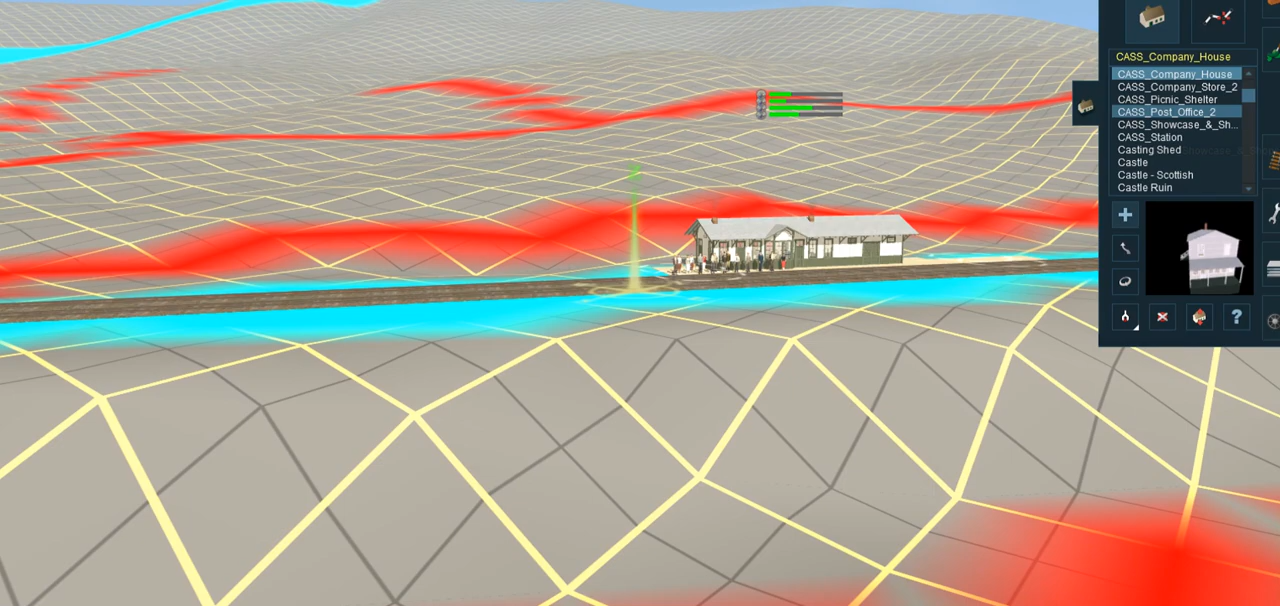 CASS_Company_House
CASS_Company_House
CASS_Company_Store_2
CASS_Picnic_Shelter
CASS_Post_Office_2
CASS_Showcase_&_Sh...
CASS_Station
Casting Shed
Castle
Castle - Scottish
Castle Ruin
?